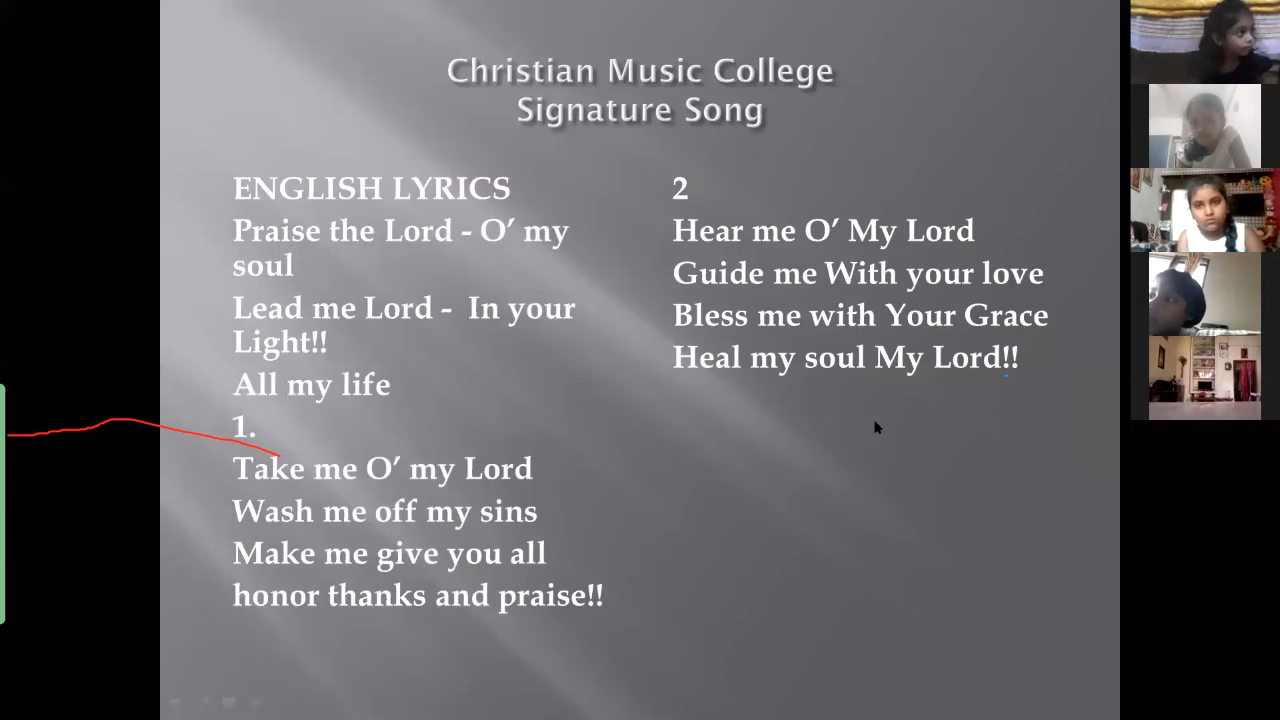 Christian Music College
Signature Song
ENGLISH LYRICS
Praise the Lord - O’ my
soul
Lead me Lord -  In your
Light!!
All my life
1.
Take me O’ my Lord
Wash me off my sins
Make me give you all
honor thanks and praise!!
2
Hear me O’ My Lord
Guide me With your love
Bless me with Your Grace
Heal my soul My Lord!!